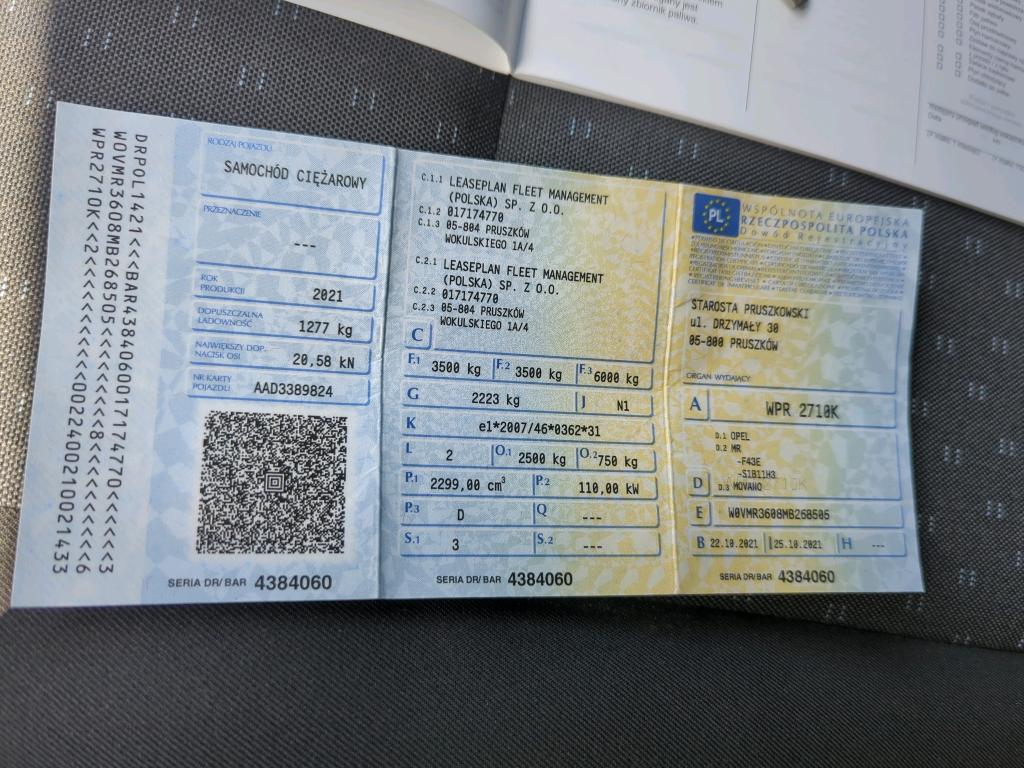 DRPOL1421<<BAR43840600017174770<<<<<3
W0VMR3608MB268505<<<<<<<<<<<<<
WPR2710K<2<<<<<<<<8<<<<<<<6
RODZAJ POJAZDU
SAMOCHÓD CIĘŻAROWY
PRZEZNACZENIE
---
ROK PRODUKCJI
2021
DOPUSZCZALNA ŁADOWNOŚĆ
1277 kg
NAJWIĘKSZY DOP. NACISK OSI
20,58 kN
NR KARTY POJAZDU
AAD3389824
SERIA DR/BAR 4384060
C.1.1 LEASEPLAN FLEET MANAGEMENT
(POLSKA) SP. Z O.O.
C.1.2 017174770
C.1.3 05-804 PRUSZKÓW
WOKULSKIEGO 1A/4
C.2.1 LEASEPLAN FLEET MANAGEMENT
(POLSKA) SP. Z O.O.
C.2.2 017174770
C.2.3 05-804 PRUSZKÓW
WOKULSKIEGO 1A/4
C
F.1 3500 kg F.2 3500 kg F.3 6000 kg
G 2223 kg J N1
K e1*2007/46*0362*31
L 2 O.1 2500 kg O.2 750 kg
P.1 2299,00 cm³ P.2 110,00 kW
P.3 D Q ---
S.1 3 S.2 ---
SERIA DR/BAR 4384060
PL
WSPÓLNOTA EUROPEJSKA
RZECZPOSPOLITA POLSKA
Dowód Rejestracyjny
STAROSTA PRUSZKOWSKI
ul. DRZYMAŁY 30
05-800 PRUSZKÓW
ORGAN WYDAJĄCY
A WPR 2710K
D.1 OPEL
D.2 MR
-F43E
-S1B11H3
D D.3 MOVANO
E W0VMR3608MB268505
B 22.10.2021 I 25.10.2021 H ---
SERIA DR/BAR 4384060
zbiornik paliwa.